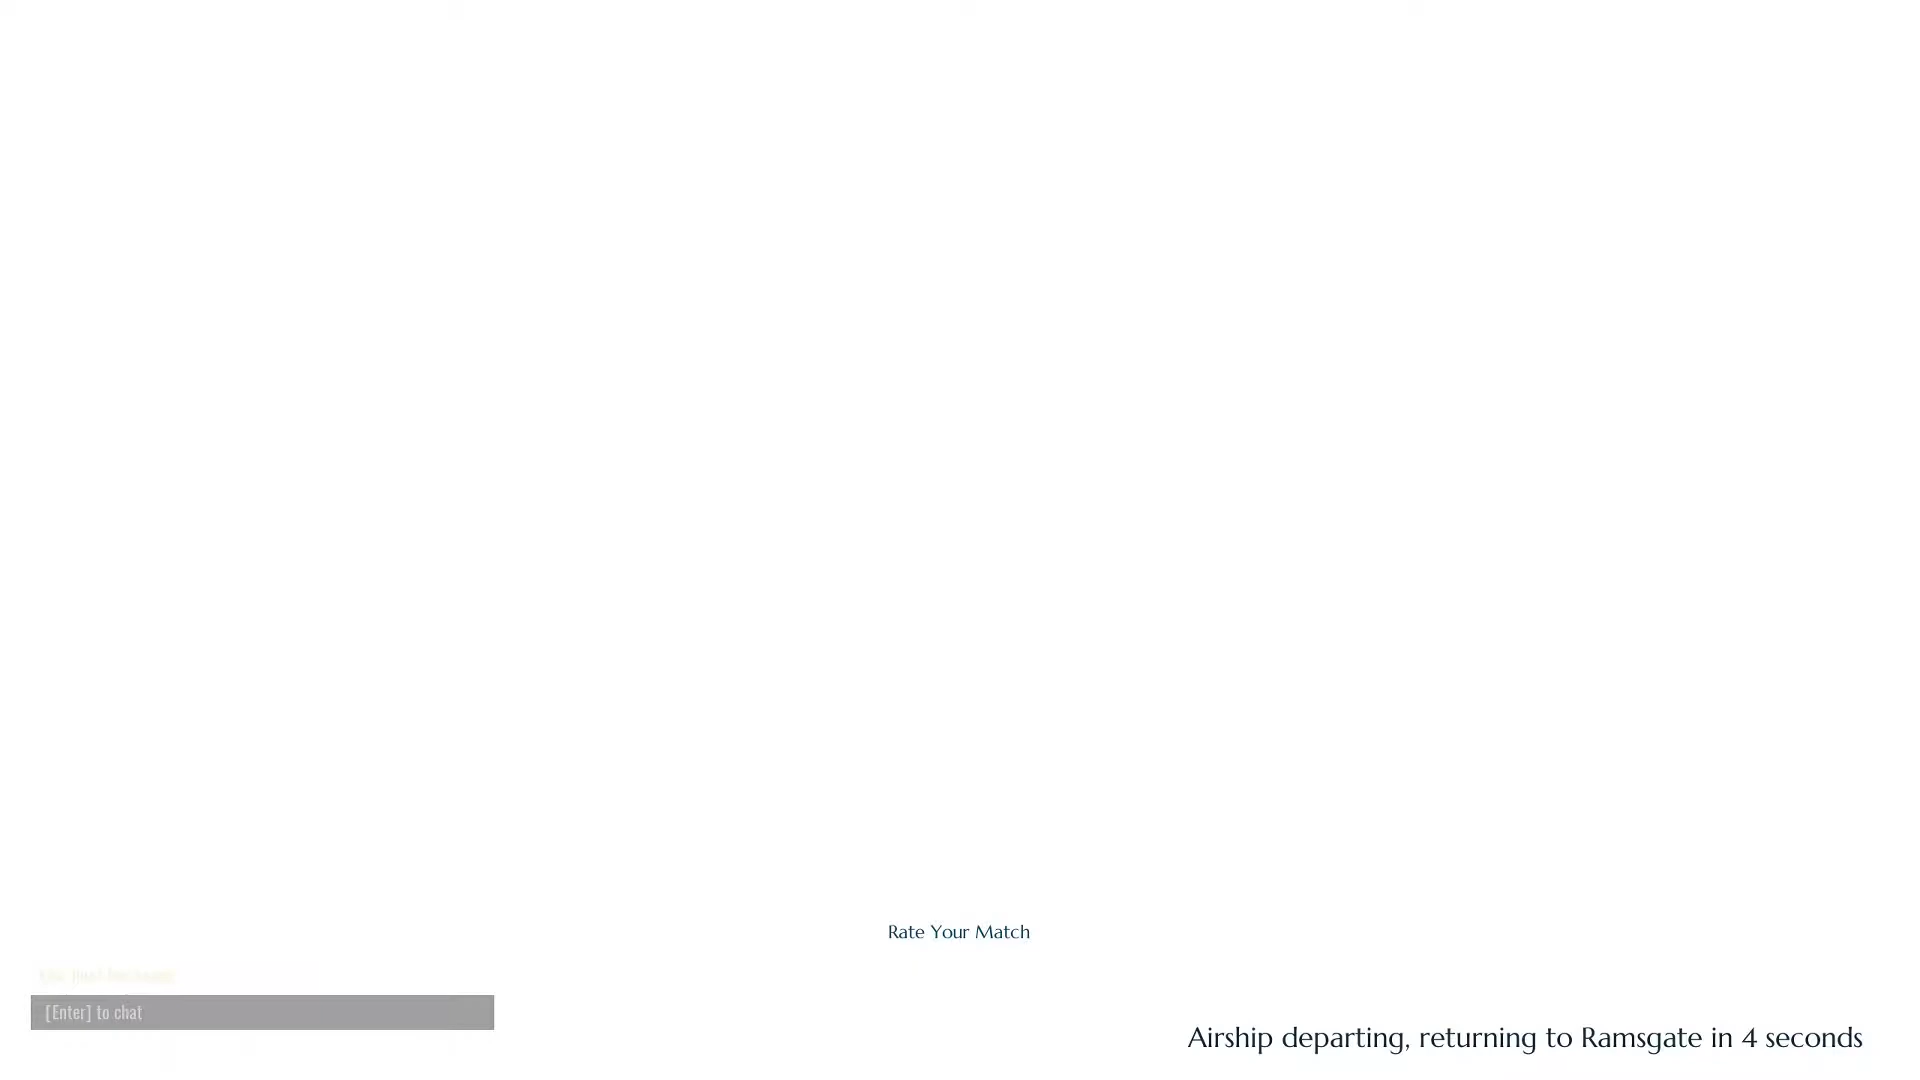 Rate Your Match
[Enter] to chat
Airship departing, returning to Ramsgate in 4 seconds